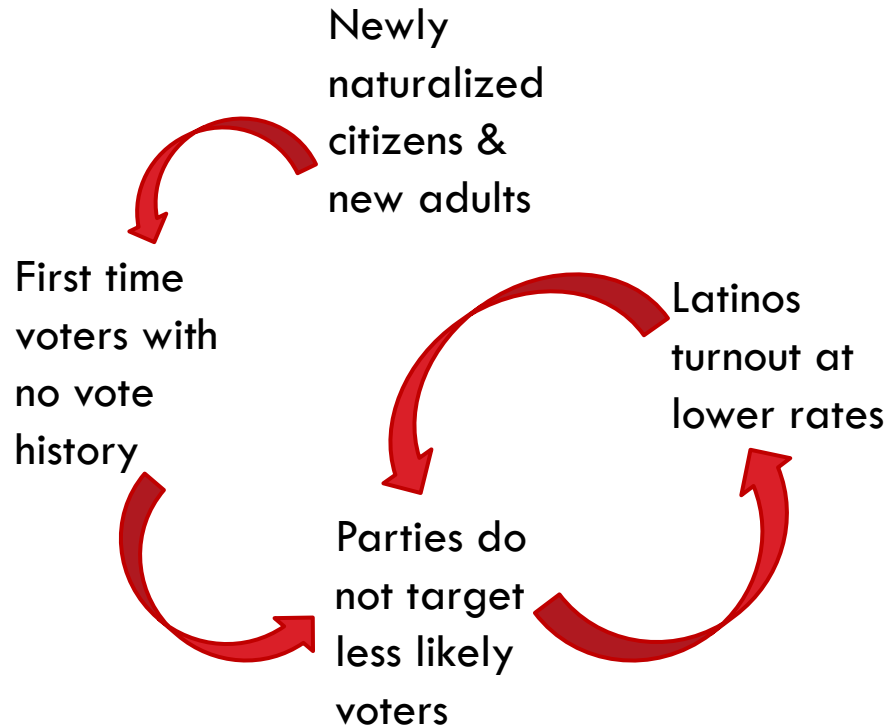 Newly
naturalized
citizens &
new adults
First time
voters with
no vote
history
Latinos
turnout at
lower rates
Parties do
not target
less likely
voters